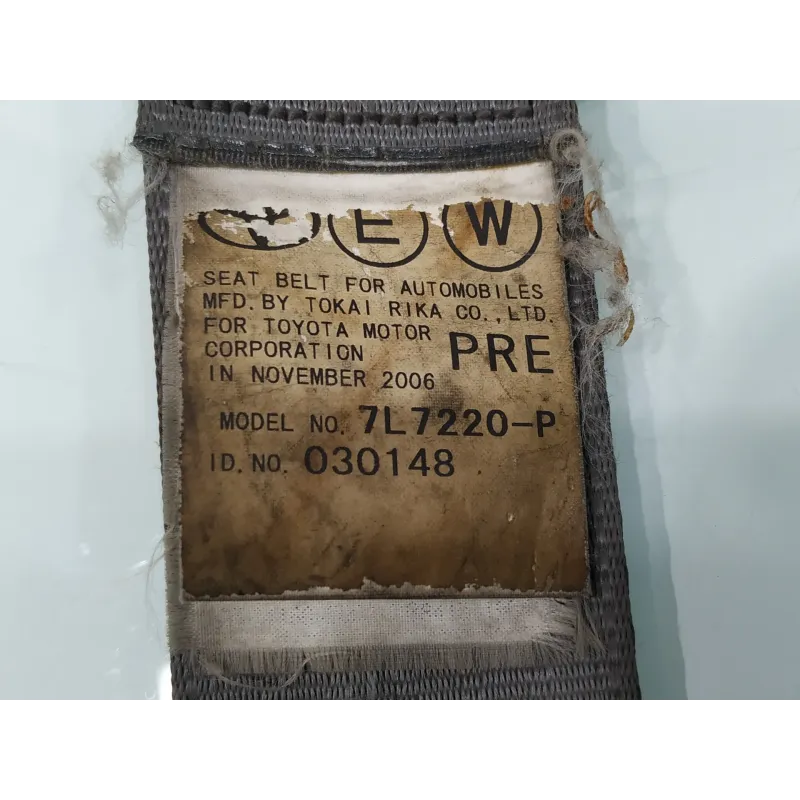 E W
SEAT BELT FOR AUTOMOBILES
MFD. BY TOKAI RIKA CO., LTD.
FOR TOYOTA MOTOR
CORPORATION PRE
IN NOVEMBER 2006
MODEL NO. 7L7220-P
ID. NO. 030148